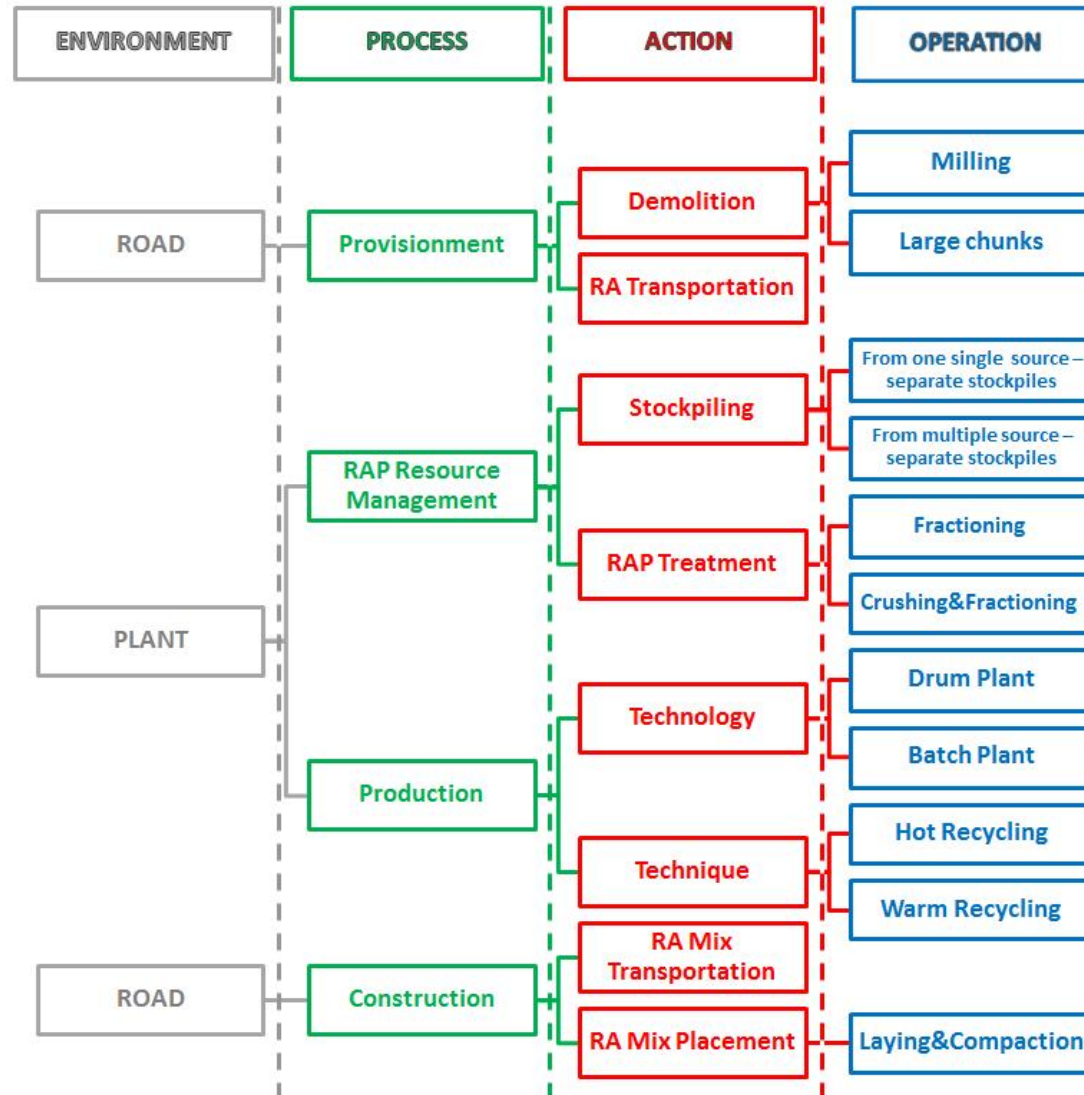 ENVIRONMENT
PROCESS
ACTION
OPERATION
ROAD
Provisionment
Demolition
Milling
Large chunks
RA Transportation
PLANT
RAP Resource
Management
Stockpiling
From one single source –
separate stockpiles
From multiple source –
separate stockpiles
RAP Treatment
Fractioning
Crushing&Fractioning
Production
Technology
Drum Plant
Batch Plant
Technique
Hot Recycling
Warm Recycling
ROAD
Construction
RA Mix
Transportation
RA Mix Placement
Laying&Compaction